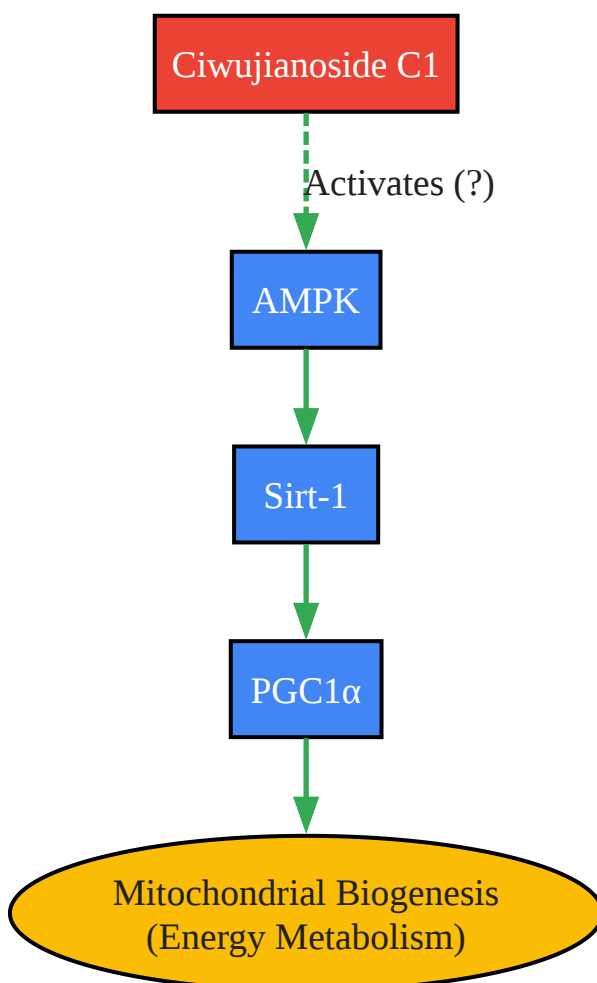 Ciwujianoside C1
Activates (?)
AMPK
Sirt-1
PGC1α
Mitochondrial Biogenesis
(Energy Metabolism)